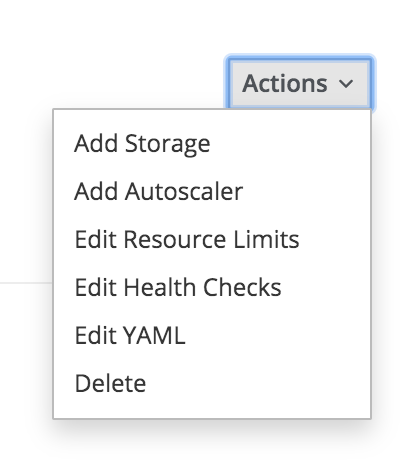 Actions
Add Storage
Add Autoscaler
Edit Resource Limits
Edit Health Checks
Edit YAML
Delete